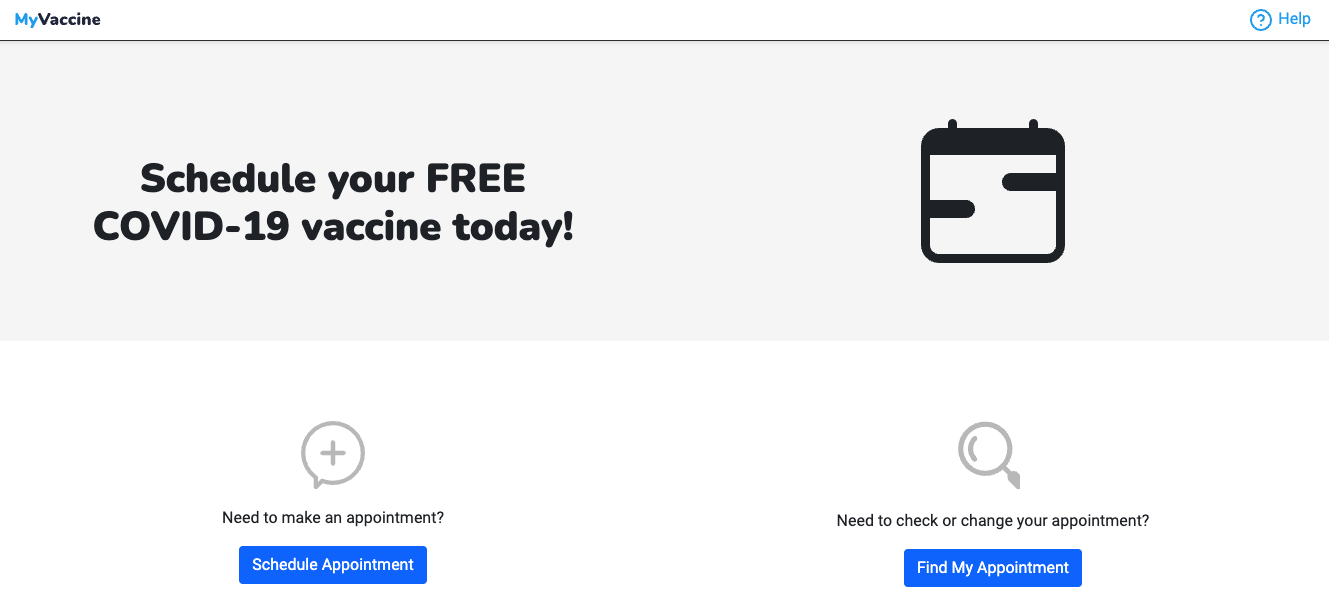 MyVaccine
Help
Schedule your FREE
COVID-19 vaccine today!
Need to make an appointment?
Schedule Appointment
Need to check or change your appointment?
Find My Appointment